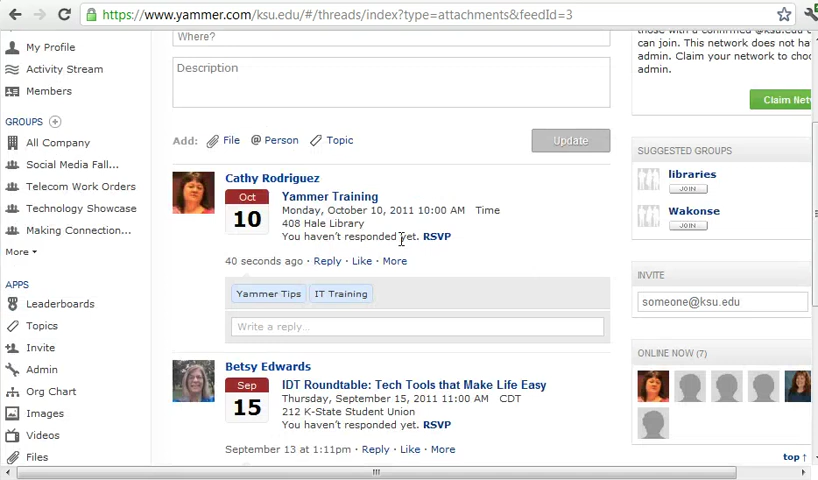 https://www.yammer.com/ksu.edu/#/threads/index?type=attachments&feedId=3
My Profile
Activity Stream
Members
GROUPS
All Company
Social Media Fall...
Telecom Work Orders
Technology Showcase
Making Connection...
More
APPS
Leaderboards
Topics
Invite
Admin
Org Chart
Images
Videos
Files
Where?
Description
Add: File @ Person Topic
Update
Cathy Rodriguez
Oct
10
Yammer Training
Monday, October 10, 2011 10:00 AM Time
408 Hale Library
You haven't responded yet. RSVP
40 seconds ago · Reply · Like · More
Yammer Tips IT Training
Write a reply...
Betsy Edwards
Sep
15
IDT Roundtable: Tech Tools that Make Life Easy
Thursday, September 15, 2011 11:00 AM CDT
212 K-State Student Union
You haven't responded yet. RSVP
September 13 at 1:11pm · Reply · Like · More
those with a confirmed @ksu.edu
can join. This network does not ha
admin. Claim your network to choo
admin.
Claim Net
SUGGESTED GROUPS
libraries
JOIN
Wakonse
JOIN
INVITE
someone@ksu.edu
ONLINE NOW (7)
top ↑